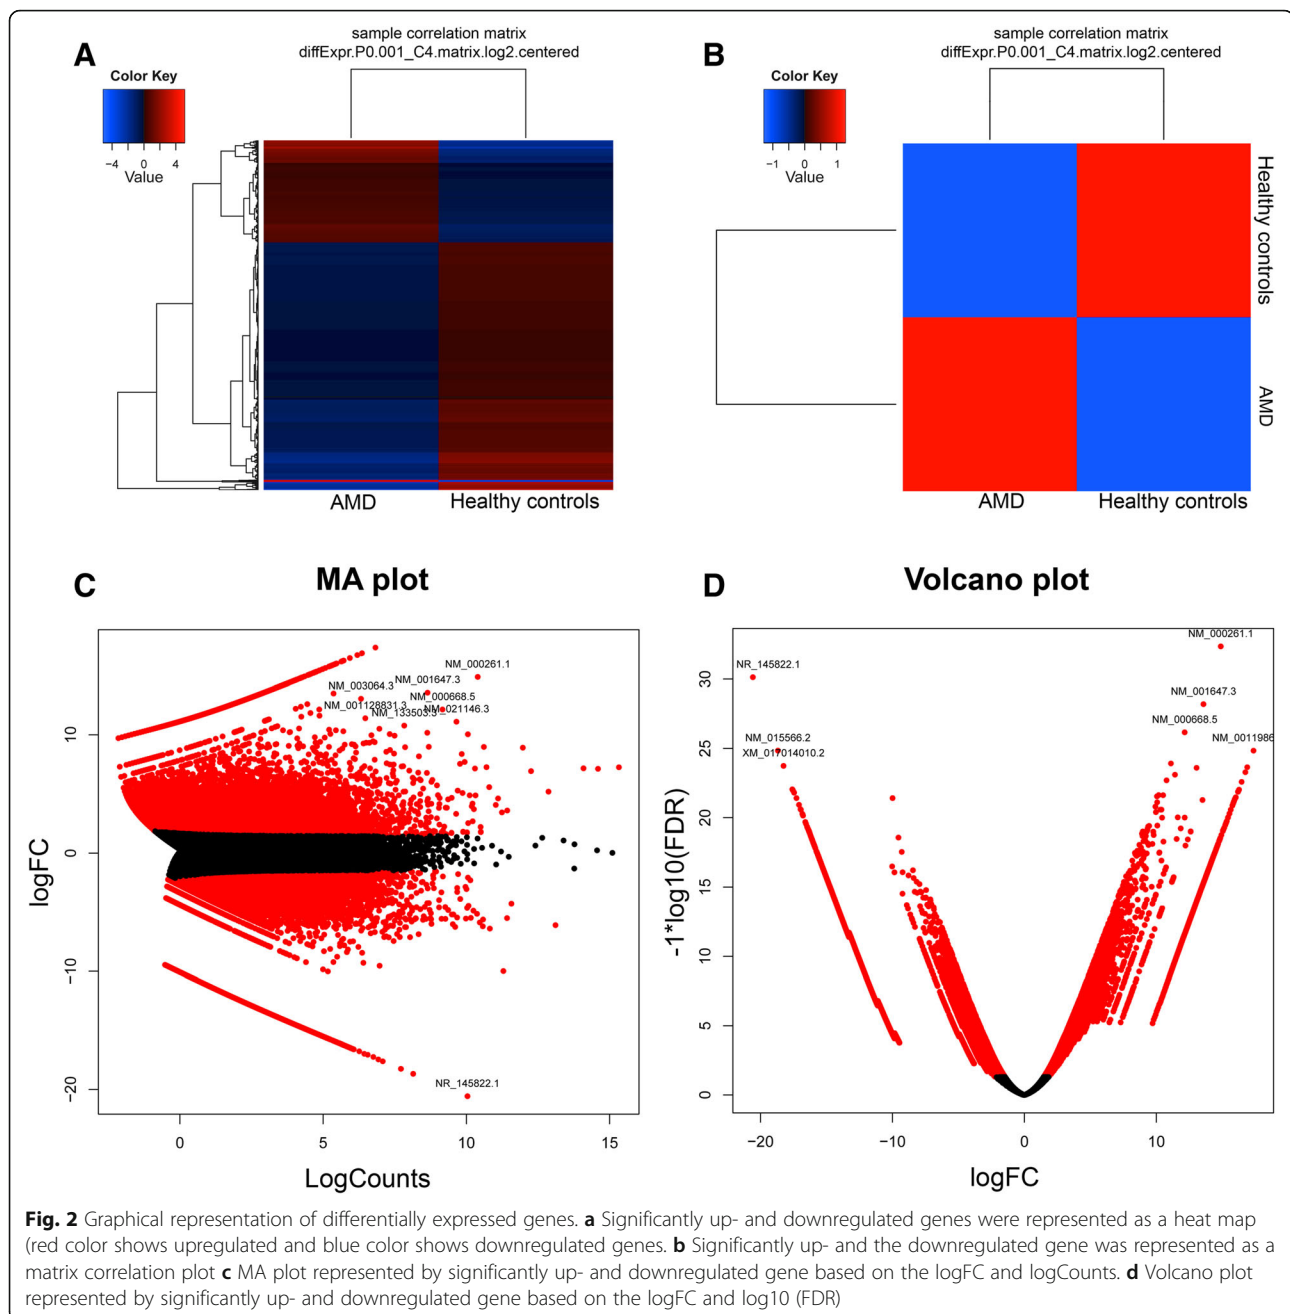 A
sample correlation matrix
diffExpr.P0.001_C4.matrix.log2.centered
Color Key
−4 0 4
Value
AMD
Healthy controls
B
sample correlation matrix
diffExpr.P0.001_C4.matrix.log2.centered
Color Key
−1 0 1
Value
Healthy controls
AMD
AMD
Healthy controls
C
MA plot
NM_000261.1
NM_001647.3
NM_003064.3
NM_000668.5
NM_001128831.3
NM_021146.3
NM_133503.3
NR_145822.1
10
0
−10
−20
logFC
0 5 10 15
LogCounts
D
Volcano plot
NM_000261.1
NR_145822.1
NM_001647.3
NM_000668.5
NM_015566.2
NM_0011986
XM_017014010.2
30
25
20
15
10
5
0
-1*log10(FDR)
−20 −10 0 10
logFC
Fig. 2 Graphical representation of differentially expressed genes. a Significantly up- and downregulated genes were represented as a heat map
(red color shows upregulated and blue color shows downregulated genes. b Significantly up- and the downregulated gene was represented as a
matrix correlation plot c MA plot represented by significantly up- and downregulated gene based on the logFC and logCounts. d Volcano plot
represented by significantly up- and downregulated gene based on the logFC and log10 (FDR)